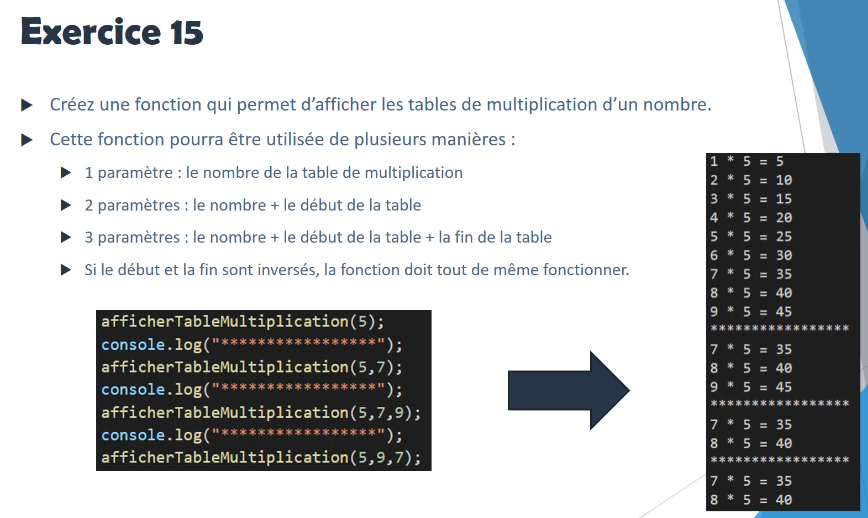 Exercice 15
Créez une fonction qui permet d’afficher les tables de multiplication d’un nombre.
Cette fonction pourra être utilisée de plusieurs manières :
1 paramètre : le nombre de la table de multiplication
2 paramètres : le nombre + le début de la table
3 paramètres : le nombre + le début de la table + la fin de la table
Si le début et la fin sont inversés, la fonction doit tout de même fonctionner.
afficherTableMultiplication(5);
console.log("*****************");
afficherTableMultiplication(5,7);
console.log("*****************");
afficherTableMultiplication(5,7,9);
console.log("*****************");
afficherTableMultiplication(5,9,7);
1 * 5 = 5
2 * 5 = 10
3 * 5 = 15
4 * 5 = 20
5 * 5 = 25
6 * 5 = 30
7 * 5 = 35
8 * 5 = 40
9 * 5 = 45
*****************
7 * 5 = 35
8 * 5 = 40
9 * 5 = 45
*****************
7 * 5 = 35
8 * 5 = 40
*****************
7 * 5 = 35
8 * 5 = 40